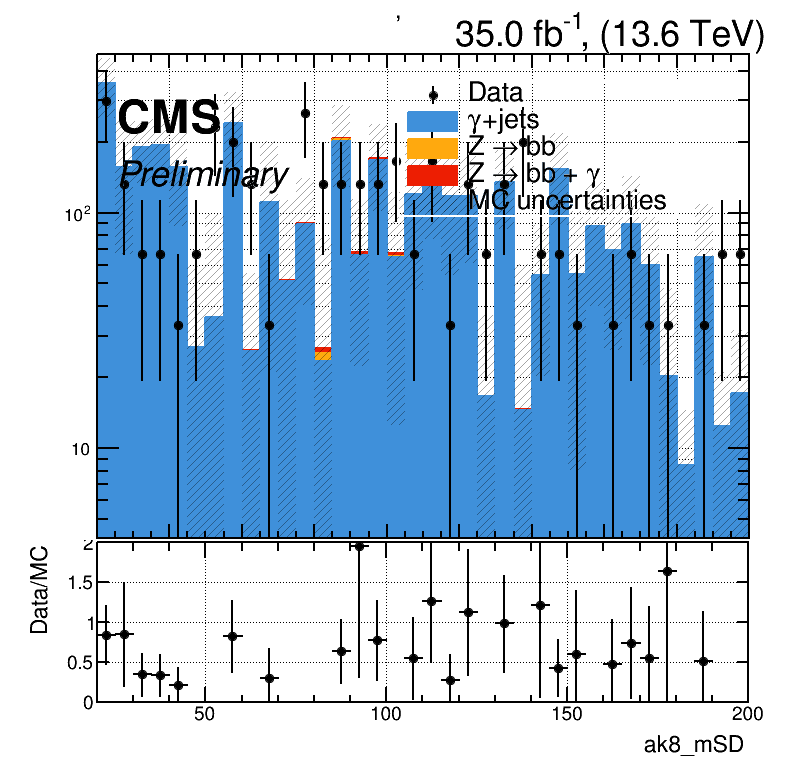 ,
35.0 fb⁻¹, (13.6 TeV)
CMS
Preliminary
Data
γ+jets
Z →bb
Z →bb + γ
MC uncertainties
10²
10
Data/MC
2
1.5
1
0.5
0
50
100
150
200
ak8_mSD